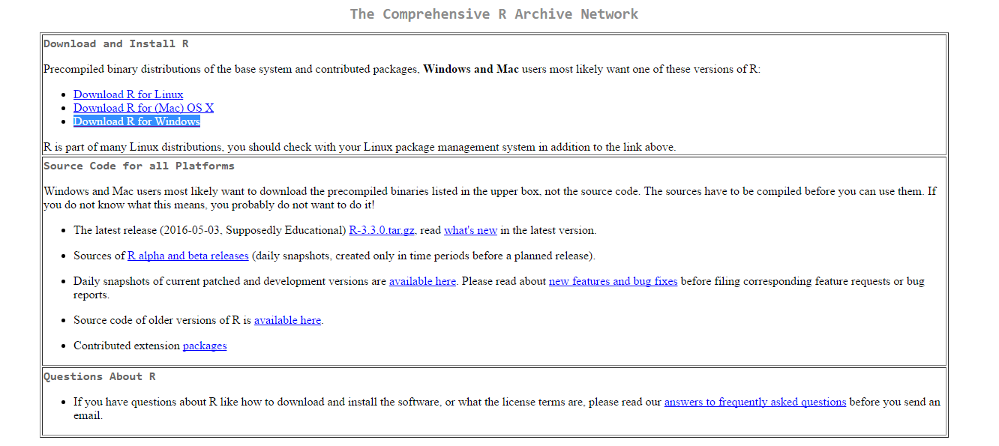 The Comprehensive R Archive Network
Download and Install R
Precompiled binary distributions of the base system and contributed packages, Windows and Mac users most likely want one of these versions of R:
Download R for Linux
Download R for (Mac) OS X
Download R for Windows
R is part of many Linux distributions, you should check with your Linux package management system in addition to the link above.
Source Code for all Platforms
Windows and Mac users most likely want to download the precompiled binaries listed in the upper box, not the source code. The sources have to be compiled before you can use them. If
you do not know what this means, you probably do not want to do it!
The latest release (2016-05-03, Supposedly Educational) R-3.3.0.tar.gz, read what's new in the latest version.
Sources of R alpha and beta releases (daily snapshots, created only in time periods before a planned release).
Daily snapshots of current patched and development versions are available here. Please read about new features and bug fixes before filing corresponding feature requests or bug
reports.
Source code of older versions of R is available here.
Contributed extension packages
Questions About R
If you have questions about R like how to download and install the software, or what the license terms are, please read our answers to frequently asked questions before you send an
email.